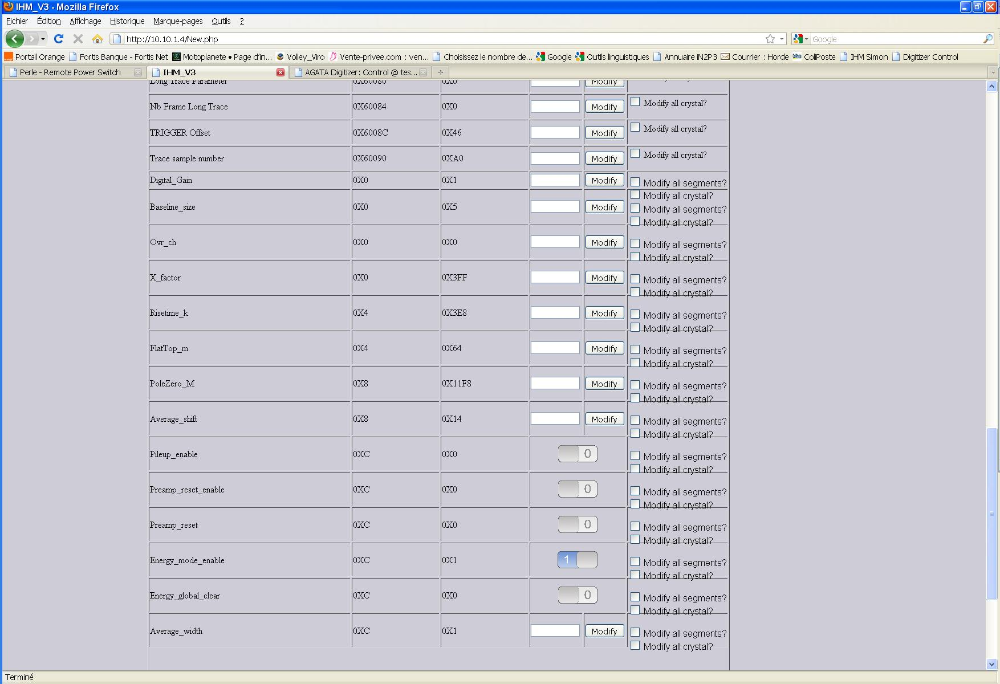 IHM_V3 - Mozilla Firefox
Fichier Édition Affichage Historique Marque-pages Outils ?
http://10.10.1.4/New.php Google
Portail Orange Fortis Banque - Fortis Net Motoplanete • Page d'in... Volley_Viro Vente-privee.com : ven... Choisissez le nombre de... Google Outils linguistiques Annuaire iN2P3 Courrier : Horde ColiPoste IHM Simon Digitizer Control
Perle - Remote Power Switch IHM_V3 AGATA Digitizer: Control @ tes...
Long Trace Parameter 0X60080 0X0 Modify
Nb Frame Long Trace 0X60084 0X0 Modify Modify all crystal?
TRIGGER Offset 0X6008C 0X46 Modify Modify all crystal?
Trace sample number 0X60090 0XA0 Modify Modify all crystal?
Digital_Gain 0X0 0X1 Modify Modify all segments?
Modify all crystal?
Baseline_size 0X0 0X5 Modify Modify all segments?
Modify all crystal?
Ovr_ch 0X0 0X0 Modify Modify all segments?
Modify all crystal?
X_factor 0X0 0X3FF Modify Modify all segments?
Modify all crystal?
Risetime_k 0X4 0X3E8 Modify Modify all segments?
Modify all crystal?
FlatTop_m 0X4 0X64 Modify Modify all segments?
Modify all crystal?
PoleZero_M 0X8 0X11F8 Modify Modify all segments?
Modify all crystal?
Average_shift 0X8 0X14 Modify Modify all segments?
Modify all crystal?
Pileup_enable 0XC 0X0 0 Modify all segments?
Modify all crystal?
Preamp_reset_enable 0XC 0X0 0 Modify all segments?
Modify all crystal?
Preamp_reset 0XC 0X0 0 Modify all segments?
Modify all crystal?
Energy_mode_enable 0XC 0X1 1 Modify all segments?
Modify all crystal?
Energy_global_clear 0XC 0X0 0 Modify all segments?
Modify all crystal?
Average_width 0XC 0X1 Modify Modify all segments?
Modify all crystal?
Terminé